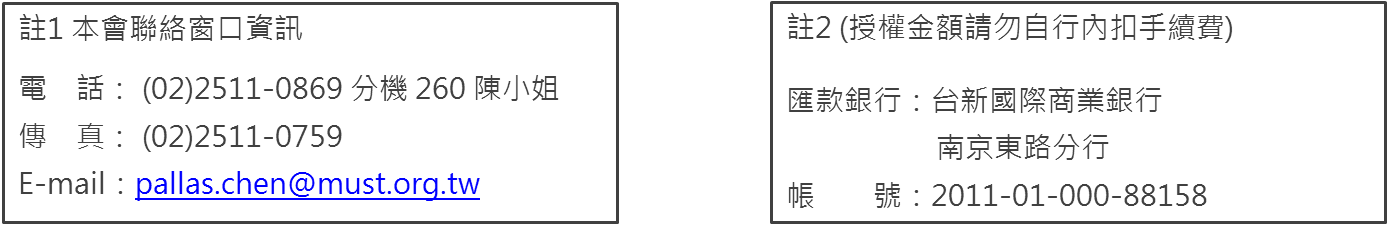 註1 本會聯絡窗口資訊
電　話： (02)2511-0869 分機 260 陳小姐
傳　真： (02)2511-0759
E-mail：pallas.chen@must.org.tw
註2 (授權金額請勿自行內扣手續費)
匯款銀行：台新國際商業銀行
南京東路分行
帳　　號：2011-01-000-88158